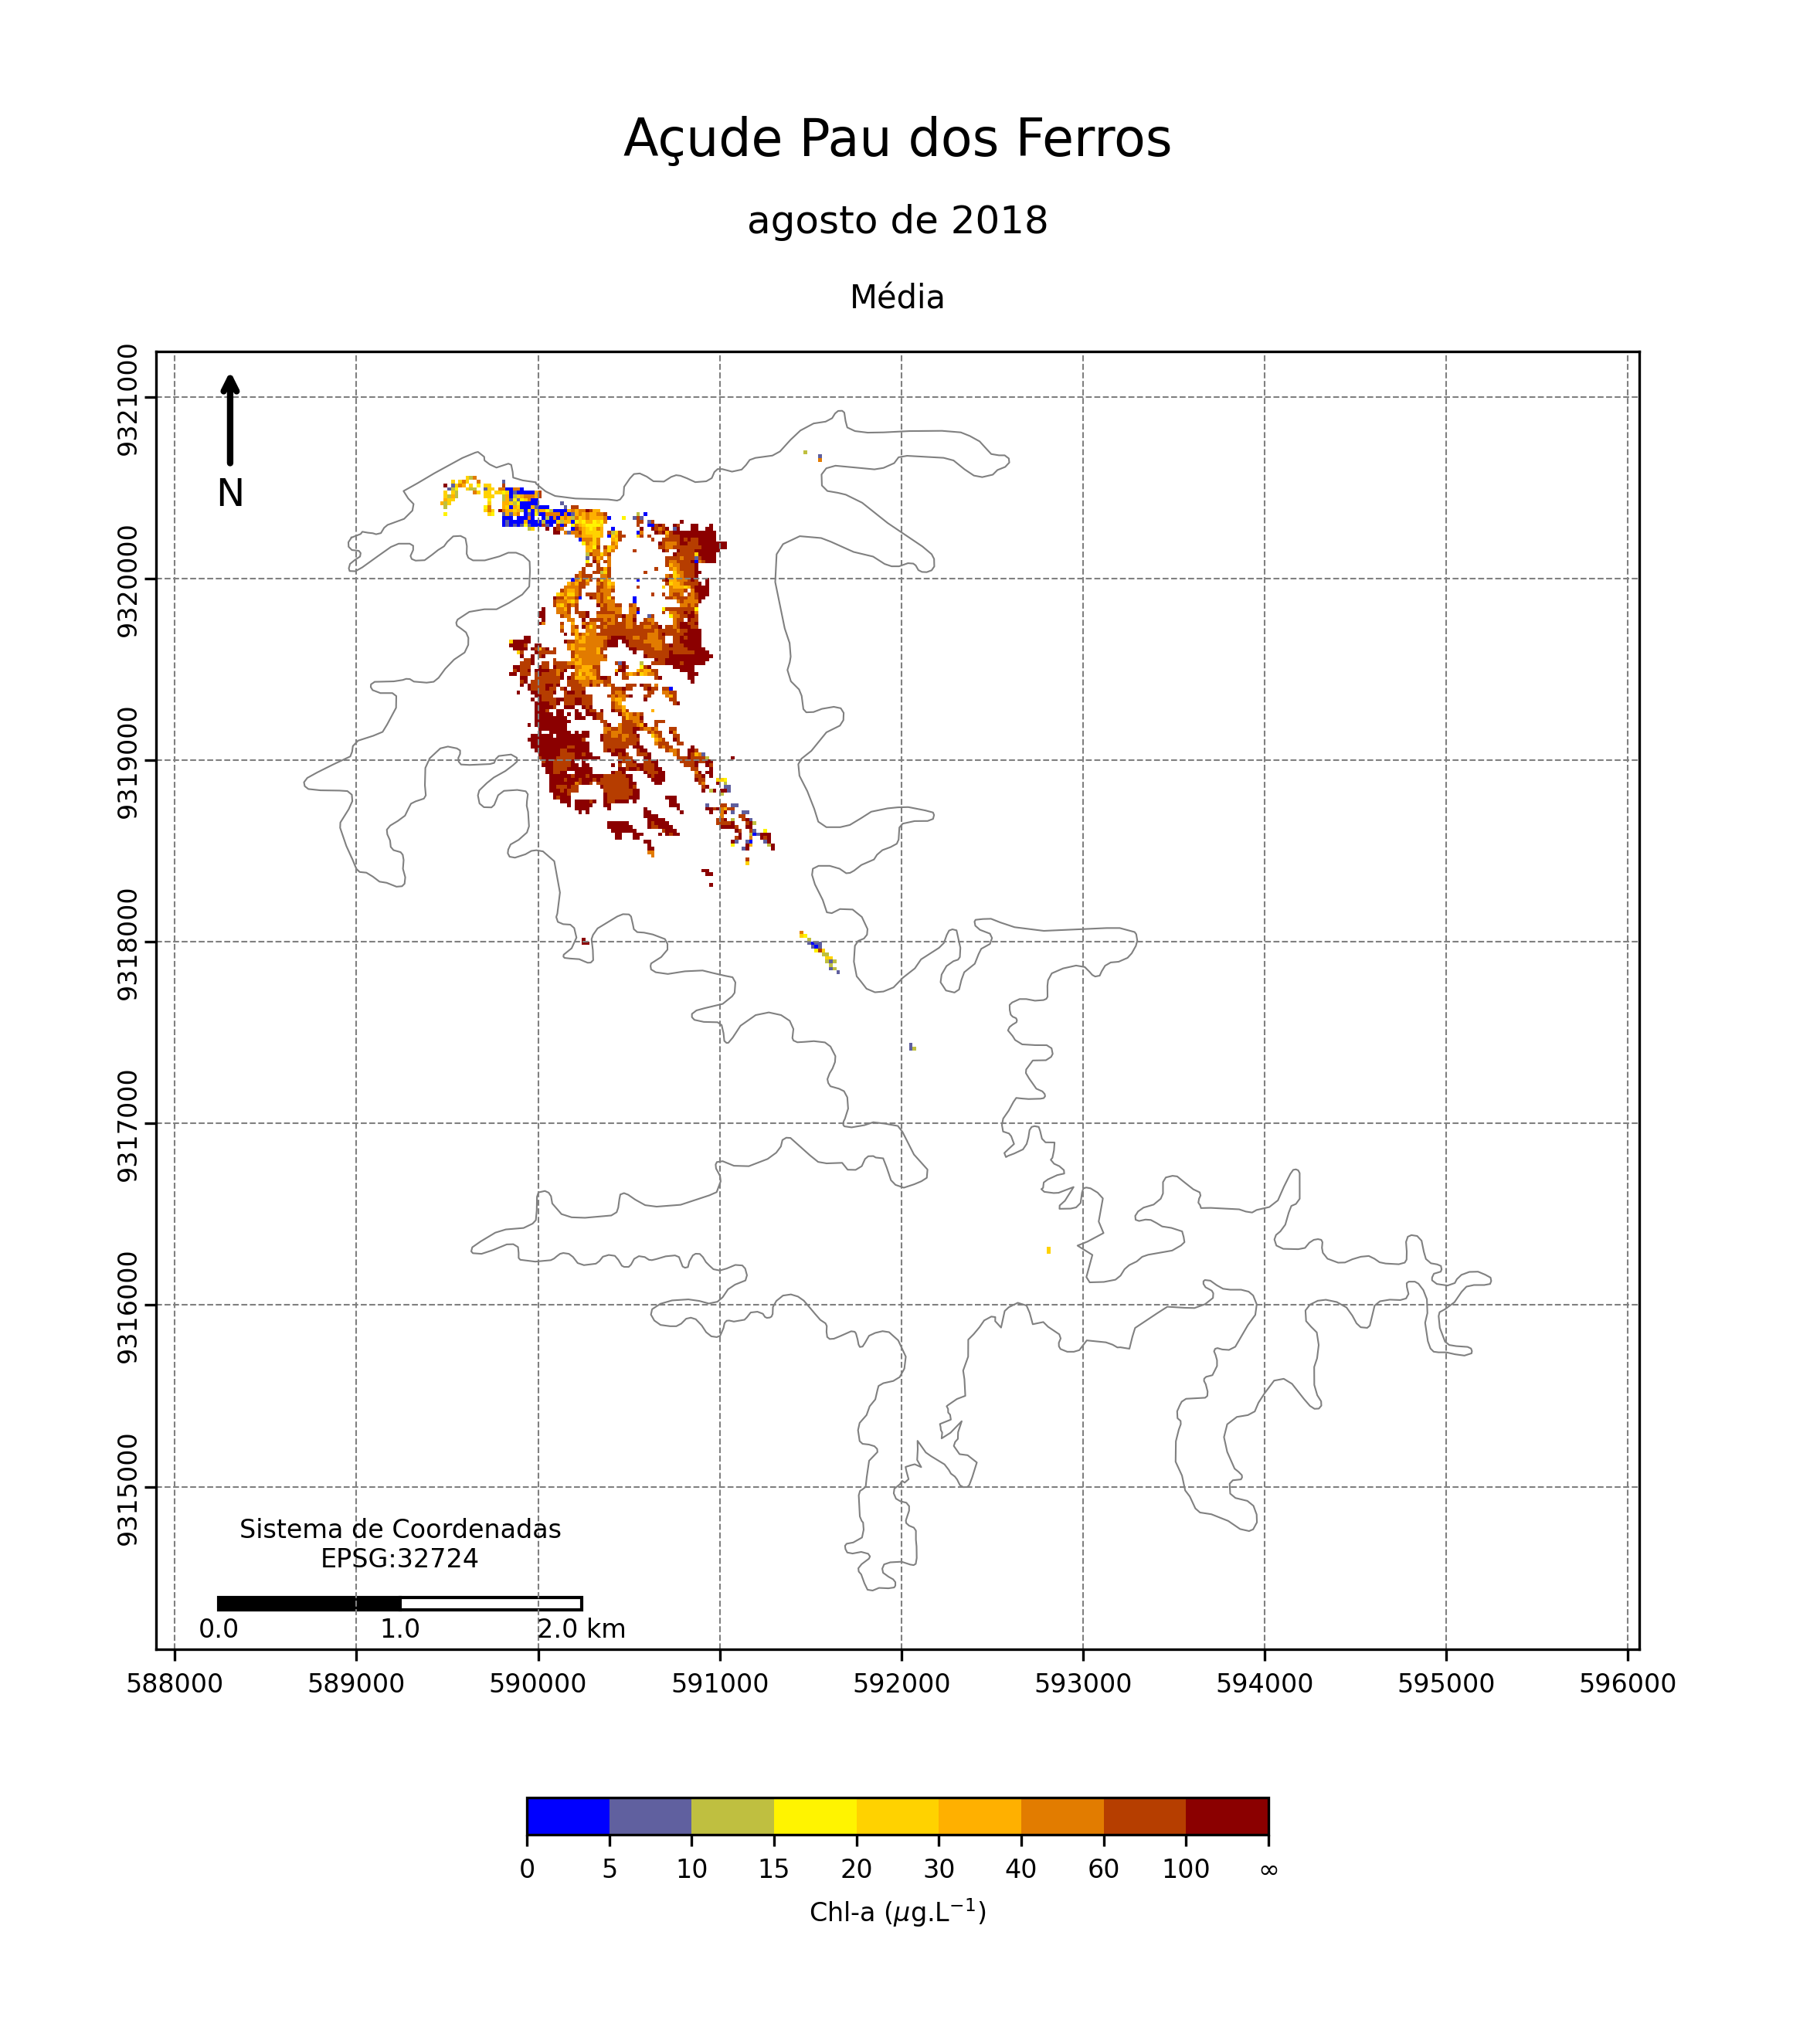 Açude Pau dos Ferros
agosto de 2018
Média
9321000
9320000
9319000
9318000
9317000
9316000
9315000
N
Sistema de Coordenadas
EPSG:32724
0.0 1.0 2.0 km
588000 589000 590000 591000 592000 593000 594000 595000 596000
0 5 10 15 20 30 40 60 100 ∞
Chl-a (μg.L⁻¹)